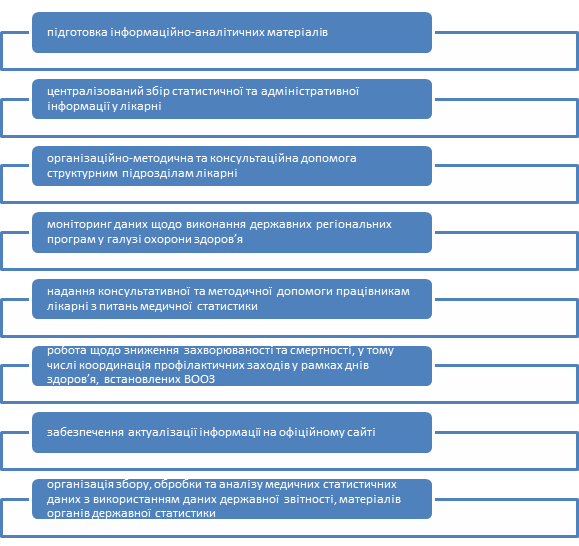 підготовка інформаційно-аналітичних матеріалів
централізований збір статистичної та адміністративної
інформації у лікарні
організаційно-методична та консультаційна допомога
структурним підрозділам лікарні
моніторинг даних щодо виконання державних регіональних
програм у галузі охорони здоров’я
надання консультативної та методичної допомоги працівникам
лікарні з питань медичної статистики
робота щодо зниження захворюваності та смертності, у тому
числі координація профілактичних заходів у рамках днів
здоров’я, встановлених ВООЗ
забезпечення актуалізації інформації на офіційному сайті
організація збору, обробки та аналізу медичних статистичних
даних з використанням даних державної звітності, матеріалів
органів державної статистики